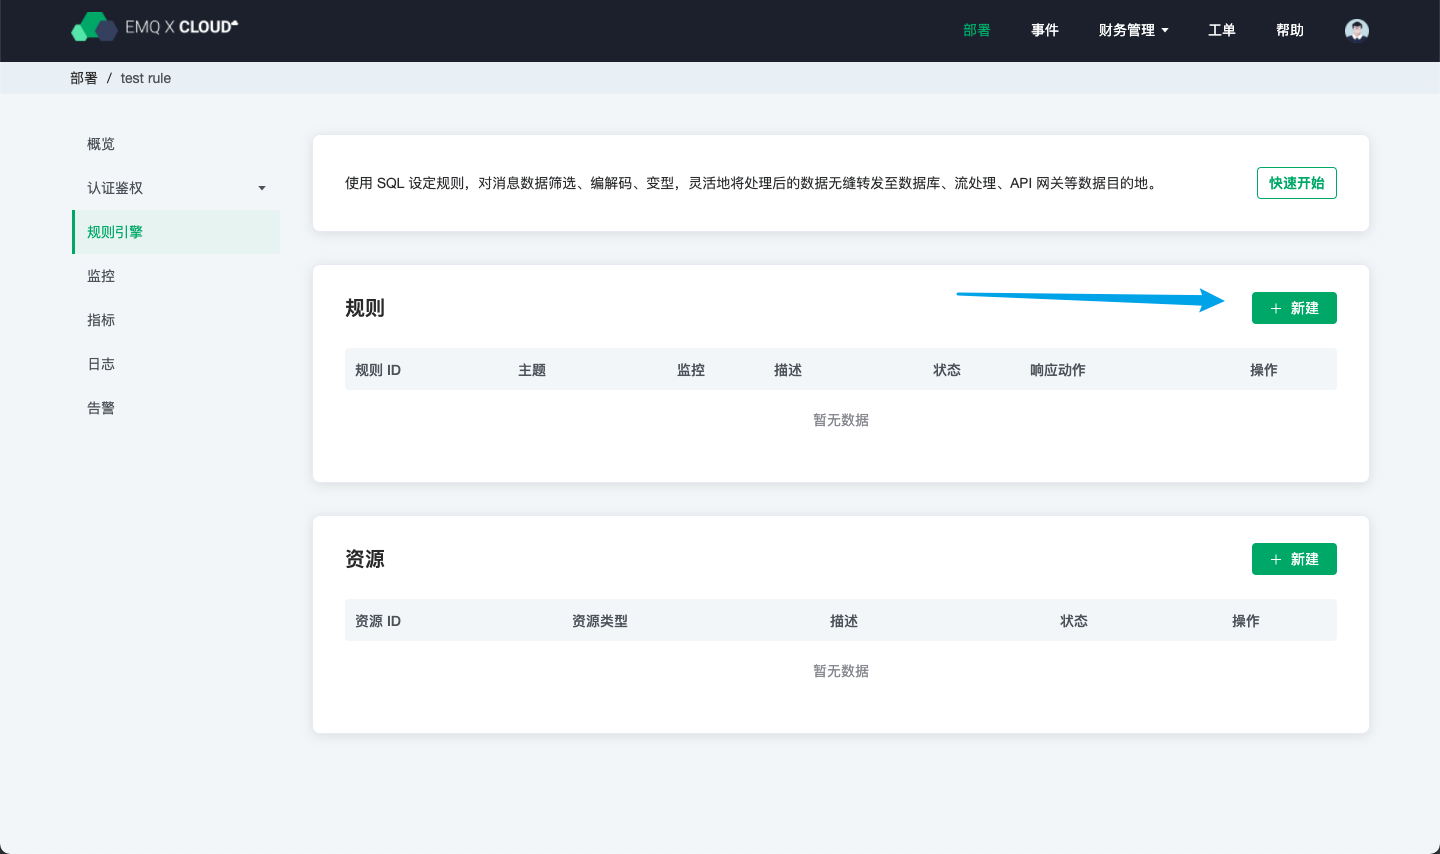 EMQ X CLOUD
部署 事件 财务管理 工单 帮助
部署 / test rule
概览
认证鉴权
规则引擎
监控
指标
日志
告警
使用 SQL 设定规则，对消息数据筛选、编解码、变型，灵活地将处理后的数据无缝转发至数据库、流处理、API 网关等数据目的地。
快速开始
规则
+ 新建
规则 ID 主题 监控 描述 状态 响应动作 操作
暂无数据
资源
+ 新建
资源 ID 资源类型 描述 状态 操作
暂无数据